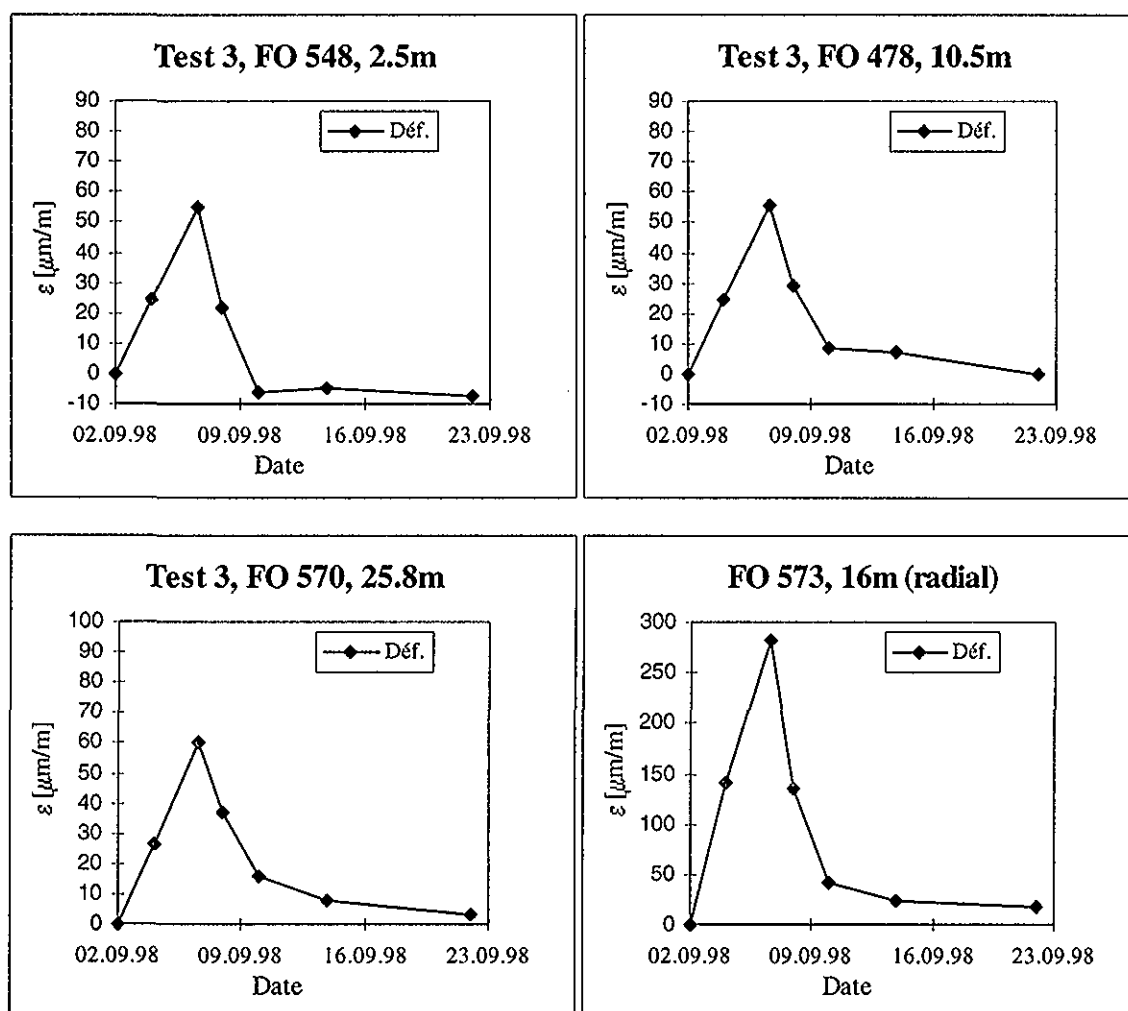 Test 3, FO 548, 2.5m
Déf.
90
80
70
60
50
40
30
20
10
0
-10
ε [μm/m]
02.09.98 09.09.98 16.09.98 23.09.98
Date
Test 3, FO 478, 10.5m
Déf.
90
80
70
60
50
40
30
20
10
0
-10
ε [μm/m]
02.09.98 09.09.98 16.09.98 23.09.98
Date
Test 3, FO 570, 25.8m
Déf.
100
90
80
70
60
50
40
30
20
10
0
ε [μm/m]
02.09.98 09.09.98 16.09.98 23.09.98
Date
FO 573, 16m (radial)
Déf.
300
250
200
150
100
50
0
ε [μm/m]
02.09.98 09.09.98 16.09.98 23.09.98
Date